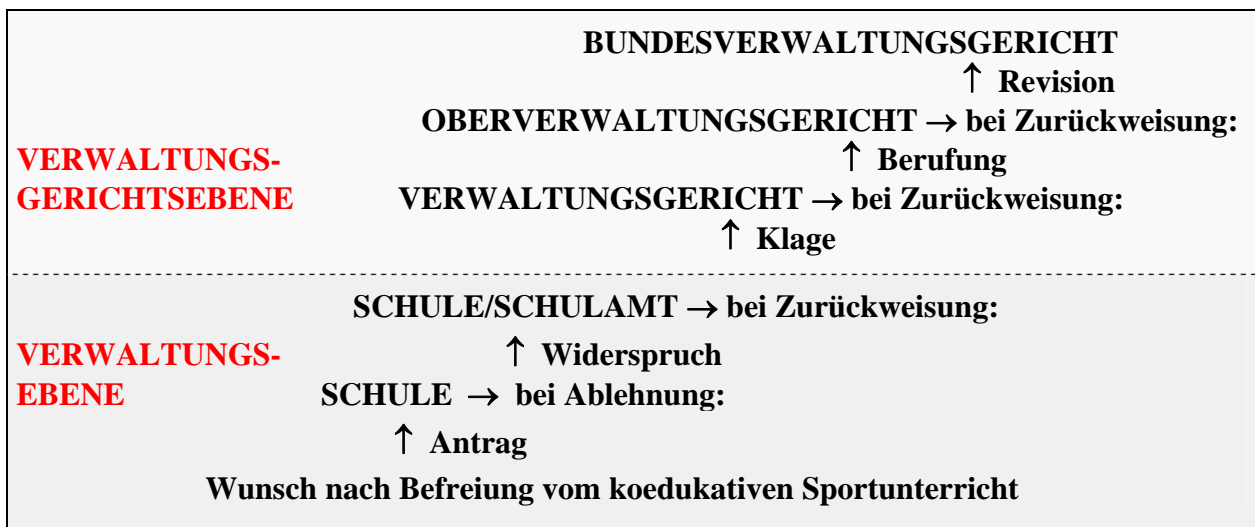 BUNDESVERWALTUNGSGERICHT
↑ Revision
OBERVERWALTUNGSGERICHT → bei Zurückweisung:
VERWALTUNGS-
↑ Berufung
GERICHTSEBENE
VERWALTUNGSGERICHT → bei Zurückweisung:
↑ Klage
SCHULE/SCHULAMT → bei Zurückweisung:
VERWALTUNGS-
↑ Widerspruch
EBENE
SCHULE → bei Ablehnung:
↑ Antrag
Wunsch nach Befreiung vom koedukativen Sportunterricht